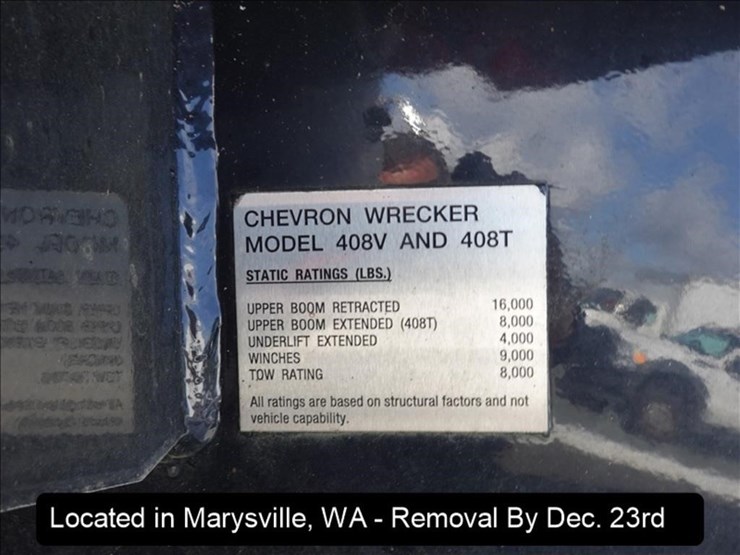 CHEVRON WRECKER
MODEL 408V AND 408T
STATIC RATINGS (LBS.)
UPPER BOOM RETRACTED 16,000
UPPER BOOM EXTENDED (408T) 8,000
UNDERLIFT EXTENDED 4,000
WINCHES 9,000
TOW RATING 8,000
All ratings are based on structural factors and not
vehicle capability.
Located in Marysville, WA - Removal By Dec. 23rd